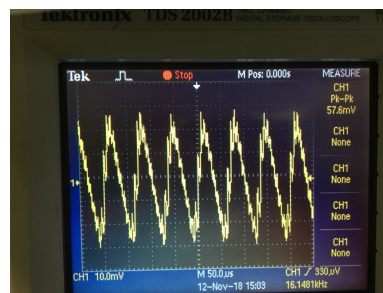 Tektronix TDS 2002B
DIGITAL STORAGE OSCILLOSCOPE
Tek Stop M Pos: 0.000s MEASURE
CH1
Pk-Pk
57.6mV
CH1
None
CH1
None
CH1
None
CH1
None
1
CH1 10.0mV M 50.0µs CH1 330µV
12-Nov-18 15:03 16.1481kHz